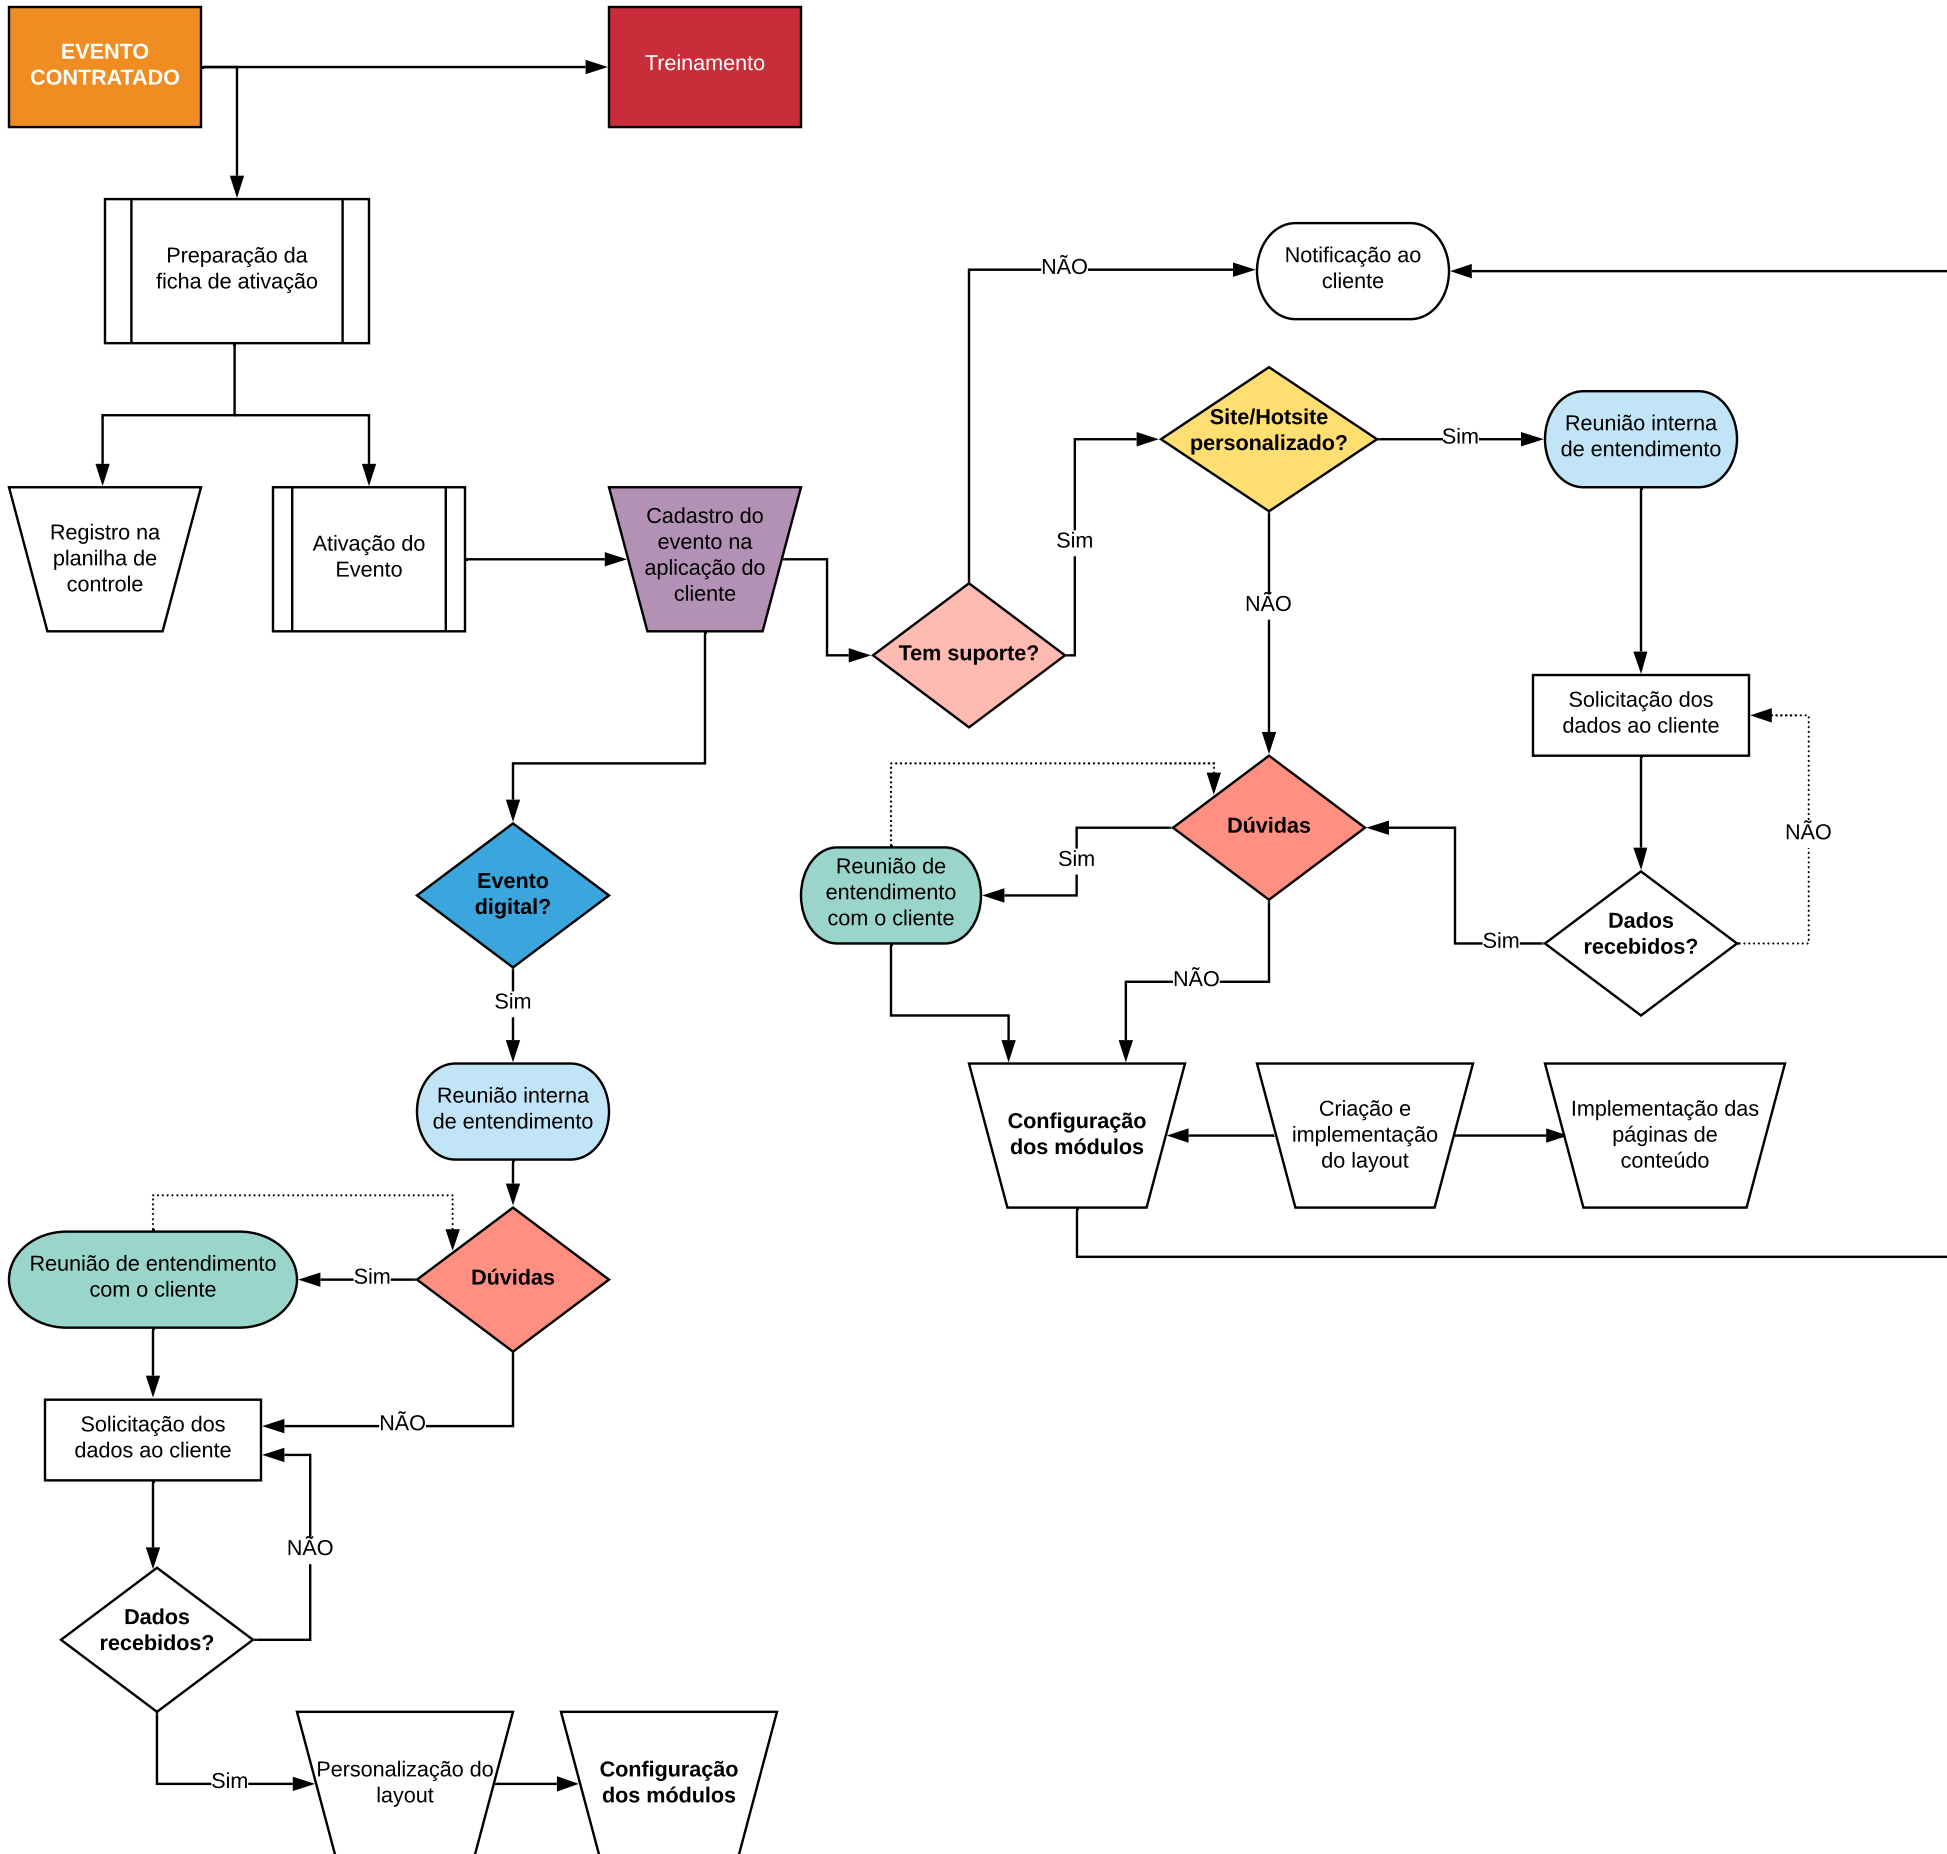 EVENTO
CONTRATADO
Treinamento
Preparação da
ficha de ativação
NÃO
Notificação ao
cliente
Site/Hotsite
personalizado?
Sim
Reunião interna
de entendimento
Registro na
planilha de
controle
Ativação do
Evento
Cadastro do
evento na
aplicação do
cliente
Sim
NÃO
Tem suporte?
Solicitação dos
dados ao cliente
NÃO
Dúvidas
Sim
Reunião de
entendimento
com o cliente
Evento
digital?
Sim
Dados
recebidos?
NÃO
Sim
Reunião interna
de entendimento
Configuração
dos módulos
Criação e
implementação
do layout
Implementação das
páginas de
conteúdo
Reunião de entendimento
com o cliente
Sim
Dúvidas
NÃO
Solicitação dos
dados ao cliente
NÃO
Dados
recebidos?
Sim
Personalização do
layout
Configuração
dos módulos